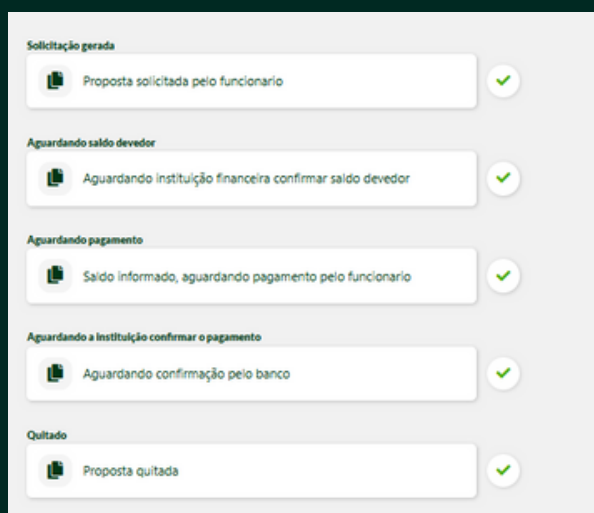 Solicitação gerada
Proposta solicitada pelo funcionario
Aguardando saldo devedor
Aguardando instituição financeira confirmar saldo devedor
Aguardando pagamento
Saldo informado, aguardando pagamento pelo funcionario
Aguardando a instituição confirmar o pagamento
Aguardando confirmação pelo banco
Quitado
Proposta quitada